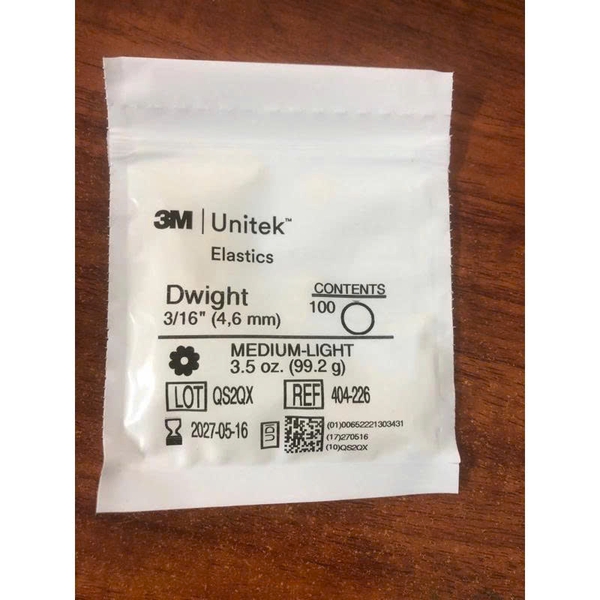 3M | Unitek™
Elastics
Dwight
3/16" (4,6 mm)
CONTENTS
100
MEDIUM-LIGHT
3.5 oz. (99.2 g)
LOT QS2QX REF 404-226
2027-05-16 UDI
(01)00652221303431
(17)270516
(10)QS2QX